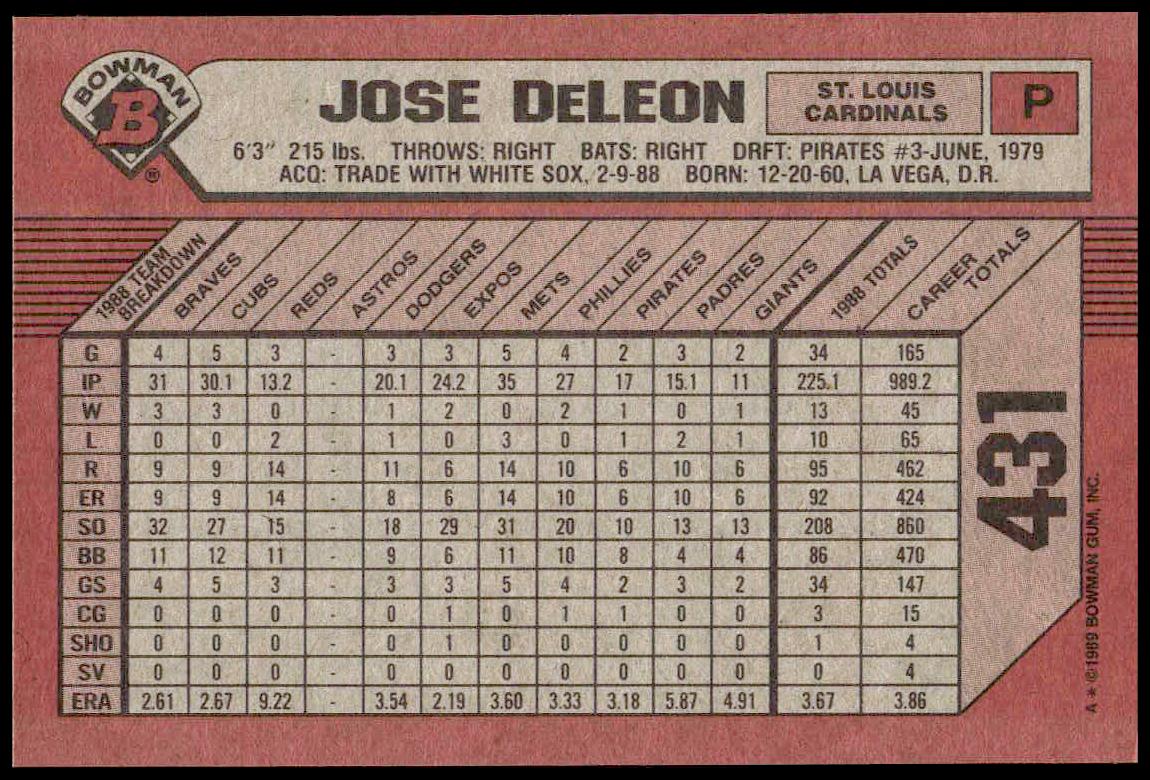 BOWMAN
B
®
JOSE DeLEON
ST. LOUIS
CARDINALS
P
6'3" 215 lbs. THROWS: RIGHT BATS: RIGHT DRFT: PIRATES #3-JUNE, 1979
ACQ: TRADE WITH WHITE SOX, 2-9-88 BORN: 12-20-60, LA VEGA, D.R.
1988 TEAM
BREAKDOWN
BRAVES
CUBS
REDS
ASTROS
DODGERS
EXPOS
METS
PHILLIES
PIRATES
PADRES
GIANTS
1988 TOTALS
CAREER
TOTALS
G 4 5 3 - 3 3 5 4 2 3 2 34 165
IP 31 30.1 13.2 - 20.1 24.2 35 27 17 15.1 11 225.1 989.2
W 3 3 0 - 1 2 0 2 1 0 1 13 45
L 0 0 2 - 1 0 3 0 1 2 1 10 65
R 9 9 14 - 11 6 14 10 6 10 6 95 462
ER 9 9 14 - 8 6 14 10 6 10 6 92 424
SO 32 27 15 - 18 29 31 20 10 13 13 208 860
BB 11 12 11 - 9 6 11 10 8 4 4 86 470
GS 4 5 3 - 3 3 5 4 2 3 2 34 147
CG 0 0 0 - 0 1 0 1 1 0 0 3 15
SHO 0 0 0 - 0 1 0 0 0 0 0 1 4
SV 0 0 0 - 0 0 0 0 0 0 0 0 4
ERA 2.61 2.67 9.22 - 3.54 2.19 3.60 3.33 3.18 5.87 4.91 3.67 3.86
431
A * © 1989 BOWMAN GUM, INC.